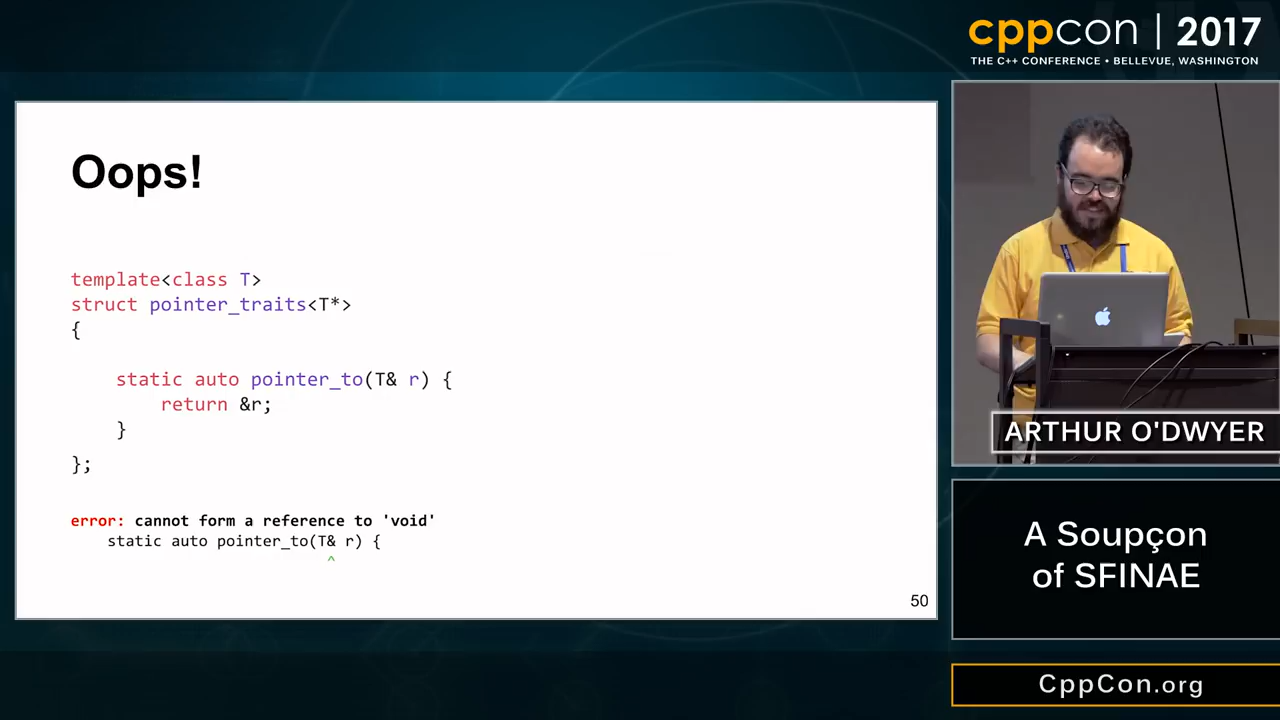 cppcon | 2017
THE C++ CONFERENCE • BELLEVUE, WASHINGTON
Oops!
template<class T>
struct pointer_traits<T*>
{
static auto pointer_to(T& r) {
return &r;
}
};
error: cannot form a reference to 'void'
static auto pointer_to(T& r) {
^
50
ARTHUR O'DWYER
A Soupçon
of SFINAE
CppCon.org